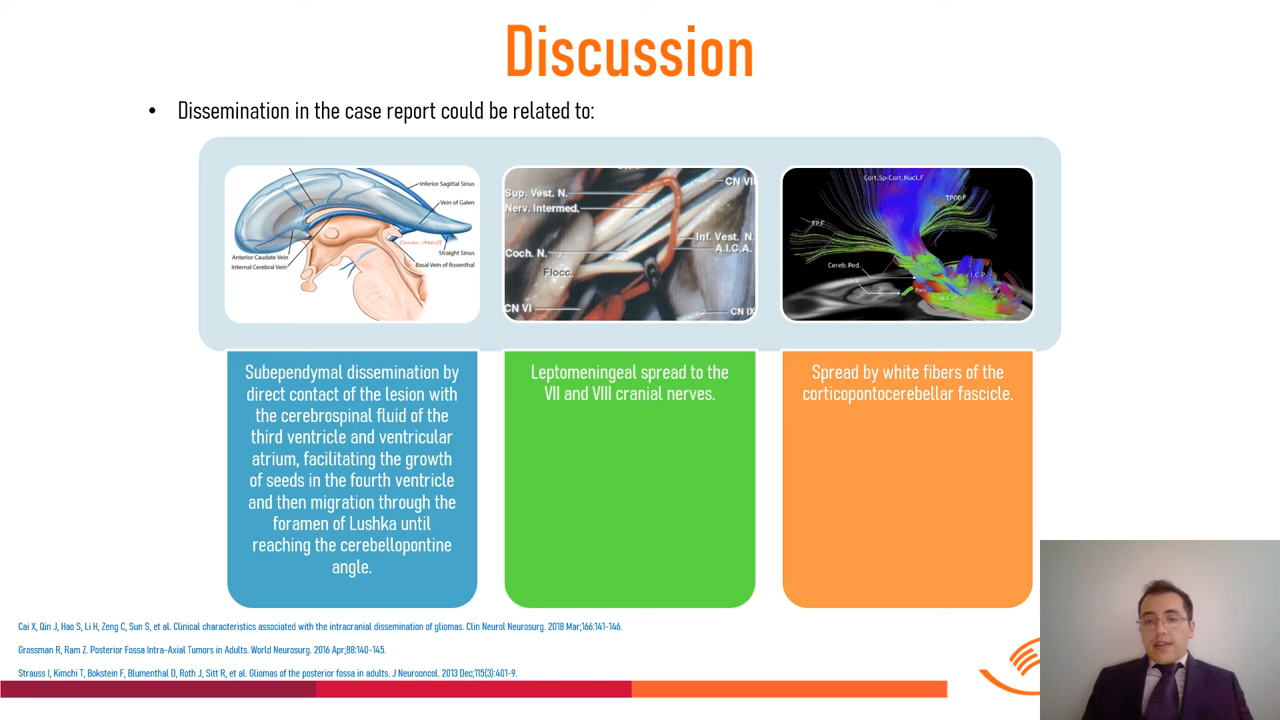 Discussion
• Dissemination in the case report could be related to:
Inferior Sagittal Sinus
Vein of Galen
Straight Sinus
Basal Vein of Rosenthal
Anterior Caudate Vein
Internal Cerebral Vein
Sup. Vest. N.
Nerv. Intermed.
Coch. N.
Flocc.
CN VI
CN VII
Inf. Vest. N.
A.I.C.A.
CN IX
Cort.Sp-Cort.Nucl.F
F.P.F
Cereb.Ped.
I.C.P
Subependymal dissemination by
direct contact of the lesion with
the cerebrospinal fluid of the
third ventricle and ventricular
atrium, facilitating the growth
of seeds in the fourth ventricle
and then migration through the
foramen of Lushka until
reaching the cerebellopontine
angle.
Leptomeningeal spread to the
VII and VIII cranial nerves.
Spread by white fibers of the
corticopontocerebellar fascicle.
Cai X, Qin J, Hao S, Li H, Zeng C, Sun S, et al. Clinical characteristics associated with the intracranial dissemination of gliomas. Clin Neurol Neurosurg. 2018 Mar;166:141-146.
Grossman R, Ram Z. Posterior Fossa Intra-Axial Tumors in Adults. World Neurosurg. 2016 Apr;88:140-145.
Strauss I, Kimchi T, Bokstein F, Blumenthal D, Roth J, Sitt R, et al. Gliomas of the posterior fossa in adults. J Neurooncol. 2013 Dec;115(3):401-9.